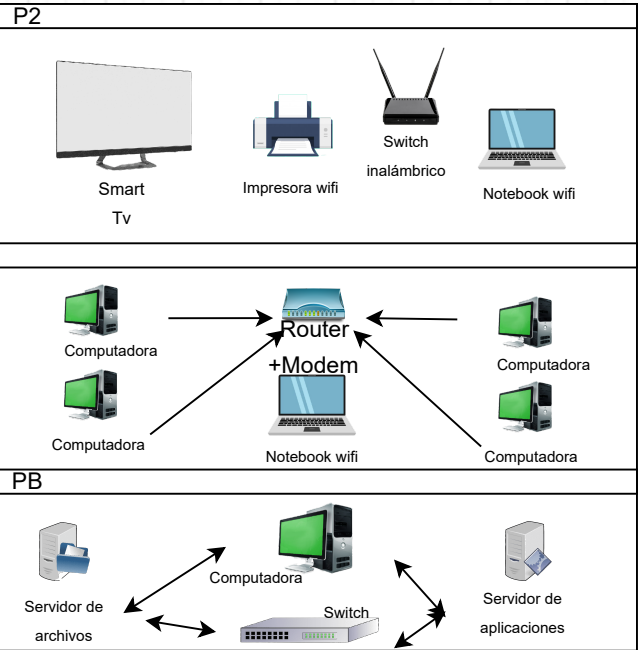 P2
Smart
Tv
Impresora wifi
Switch
inalámbrico
Notebook wifi
Computadora
Router
+Modem
Computadora
Computadora
Notebook wifi
Computadora
PB
Servidor de
archivos
Computadora
Switch
Servidor de
aplicaciones